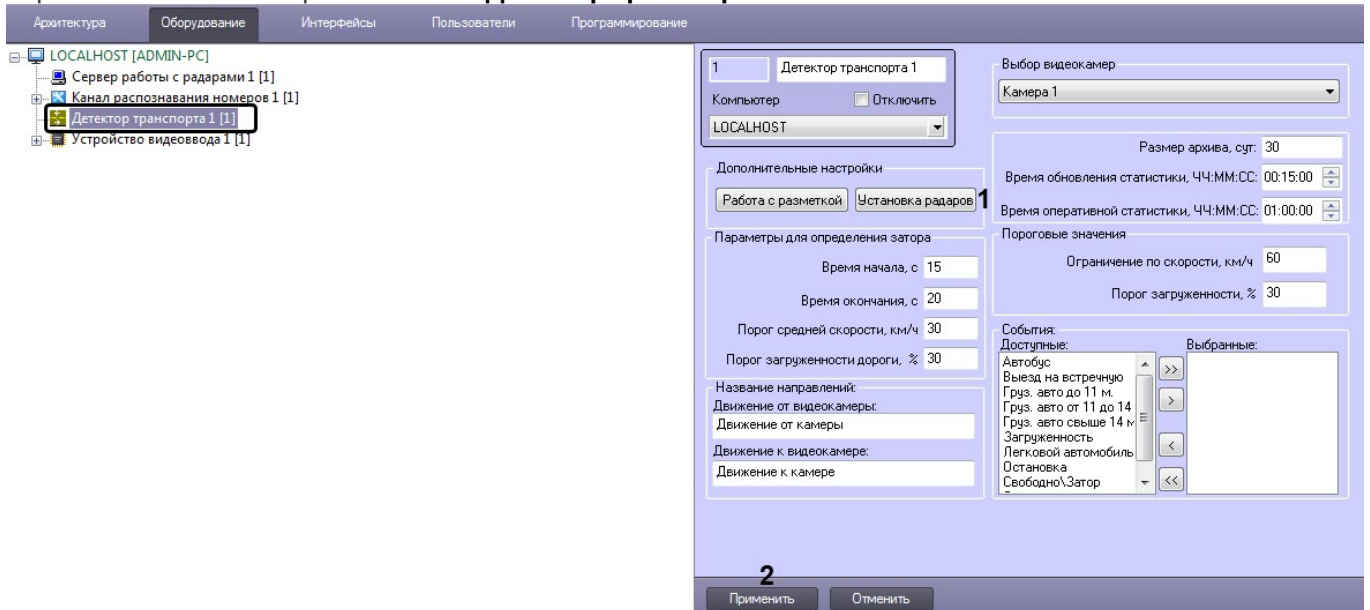 Архитектура Оборудование Интерфейсы Пользователи Программирование
LOCALHOST [ADMIN-PC]
Сервер работы с радарами 1 [1]
Канал распознавания номеров 1 [1]
Детектор транспорта 1 [1]
Устройство видеоввода 1 [1]
1 Детектор транспорта 1
Компьютер Отключить
LOCALHOST
Дополнительные настройки
Работа с разметкой Установка радаров 1
Параметры для определения затора
Время начала, с 15
Время окончания, с 20
Порог средней скорости, км/ч 30
Порог загруженности дороги, % 30
Название направлений:
Движение от видеокамеры:
Движение от камеры
Движение к видеокамере:
Движение к камере
Выбор видеокамер
Камера 1
Размер архива, сут: 30
Время обновления статистики, ЧЧ:ММ:СС: 00:15:00
Время оперативной статистики, ЧЧ:ММ:СС: 01:00:00
Пороговые значения
Ограничение по скорости, км/ч 60
Порог загруженности, % 30
События:
Доступные: Выбранные:
Автобус
Выезд на встречную
Груз. авто до 11 м.
Груз. авто от 11 до 14
Груз. авто свыше 14 м
Загруженность
Легковой автомобиль
Остановка
Свободно\Затор
>>
>
<
<<
2
Применить Отменить